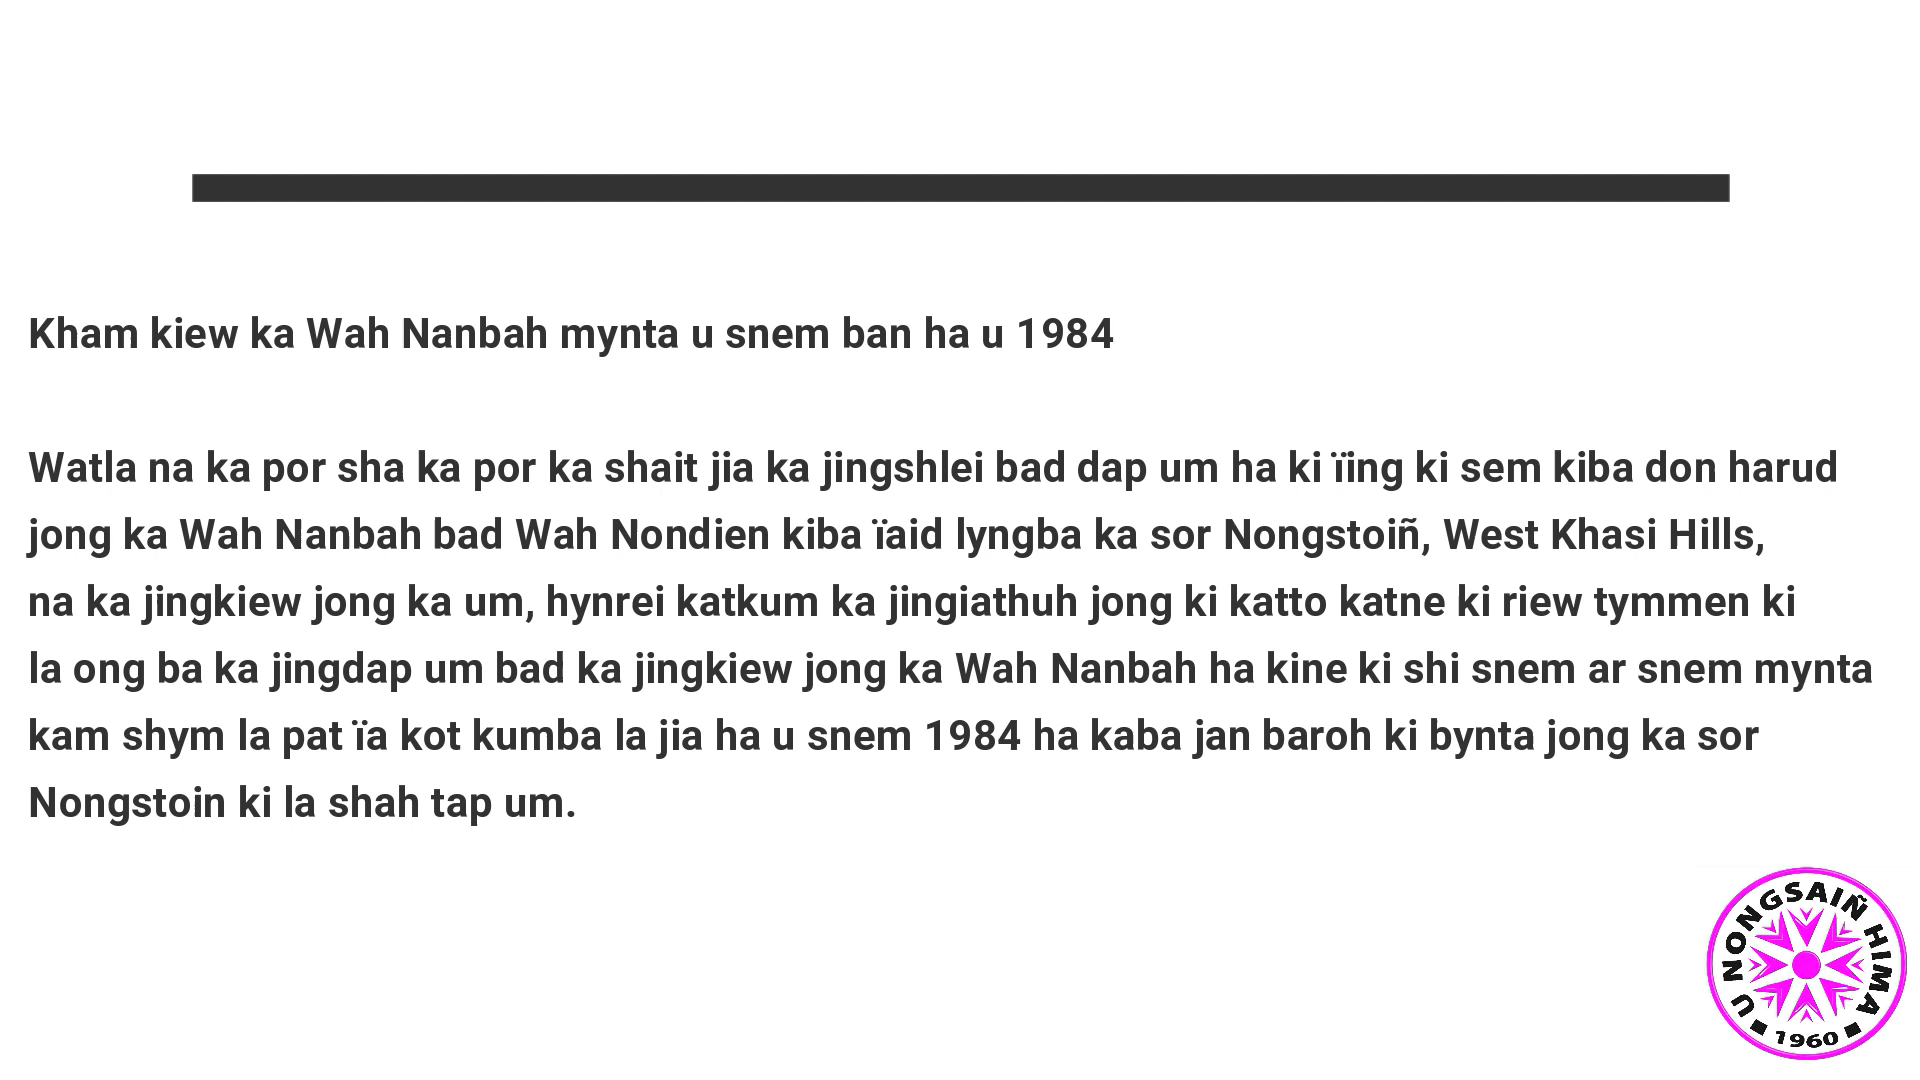 Kham kiew ka Wah Nanbah mynta u snem ban ha u 1984
Watla na ka por sha ka por ka shait jia ka jingshlei bad dap um ha ki ïing ki sem kiba don harud
jong ka Wah Nanbah bad Wah Nondien kiba ïaid lyngba ka sor Nongstoiñ, West Khasi Hills,
na ka jingkiew jong ka um, hynrei katkum ka jingiathuh jong ki katto katne ki riew tymmen ki
la ong ba ka jingdap um bad ka jingkiew jong ka Wah Nanbah ha kine ki shi snem ar snem mynta
kam shym la pat ïa kot kumba la jia ha u snem 1984 ha kaba jan baroh ki bynta jong ka sor
Nongstoin ki la shah tap um.
U NONGSAIÑ HIMA
1960